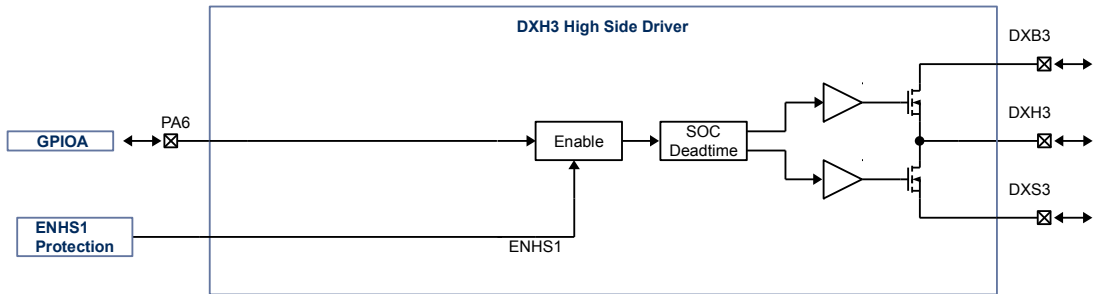 DXH3 High Side Driver
DXB3
PA6
GPIOA
Enable
SOC
Deadtime
DXH3
DXS3
ENHS1
Protection
ENHS1